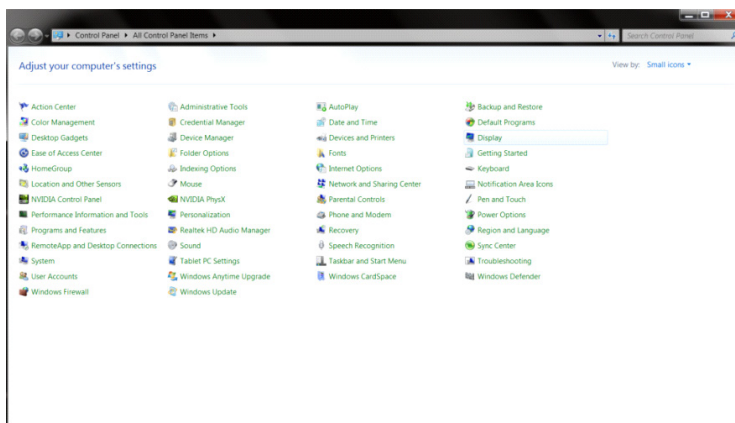 Control Panel ▸ All Control Panel Items ▸
Search Control Panel
Adjust your computer's settings
View by: Small icons
Action Center
Administrative Tools
AutoPlay
Backup and Restore
Color Management
Credential Manager
Date and Time
Default Programs
Desktop Gadgets
Device Manager
Devices and Printers
Display
Ease of Access Center
Folder Options
Fonts
Getting Started
HomeGroup
Indexing Options
Internet Options
Keyboard
Location and Other Sensors
Mouse
Network and Sharing Center
Notification Area Icons
NVIDIA Control Panel
NVIDIA PhysX
Parental Controls
Pen and Touch
Performance Information and Tools
Personalization
Phone and Modem
Power Options
Programs and Features
Realtek HD Audio Manager
Recovery
Region and Language
RemoteApp and Desktop Connections
Sound
Speech Recognition
Sync Center
System
Tablet PC Settings
Taskbar and Start Menu
Troubleshooting
User Accounts
Windows Anytime Upgrade
Windows CardSpace
Windows Defender
Windows Firewall
Windows Update